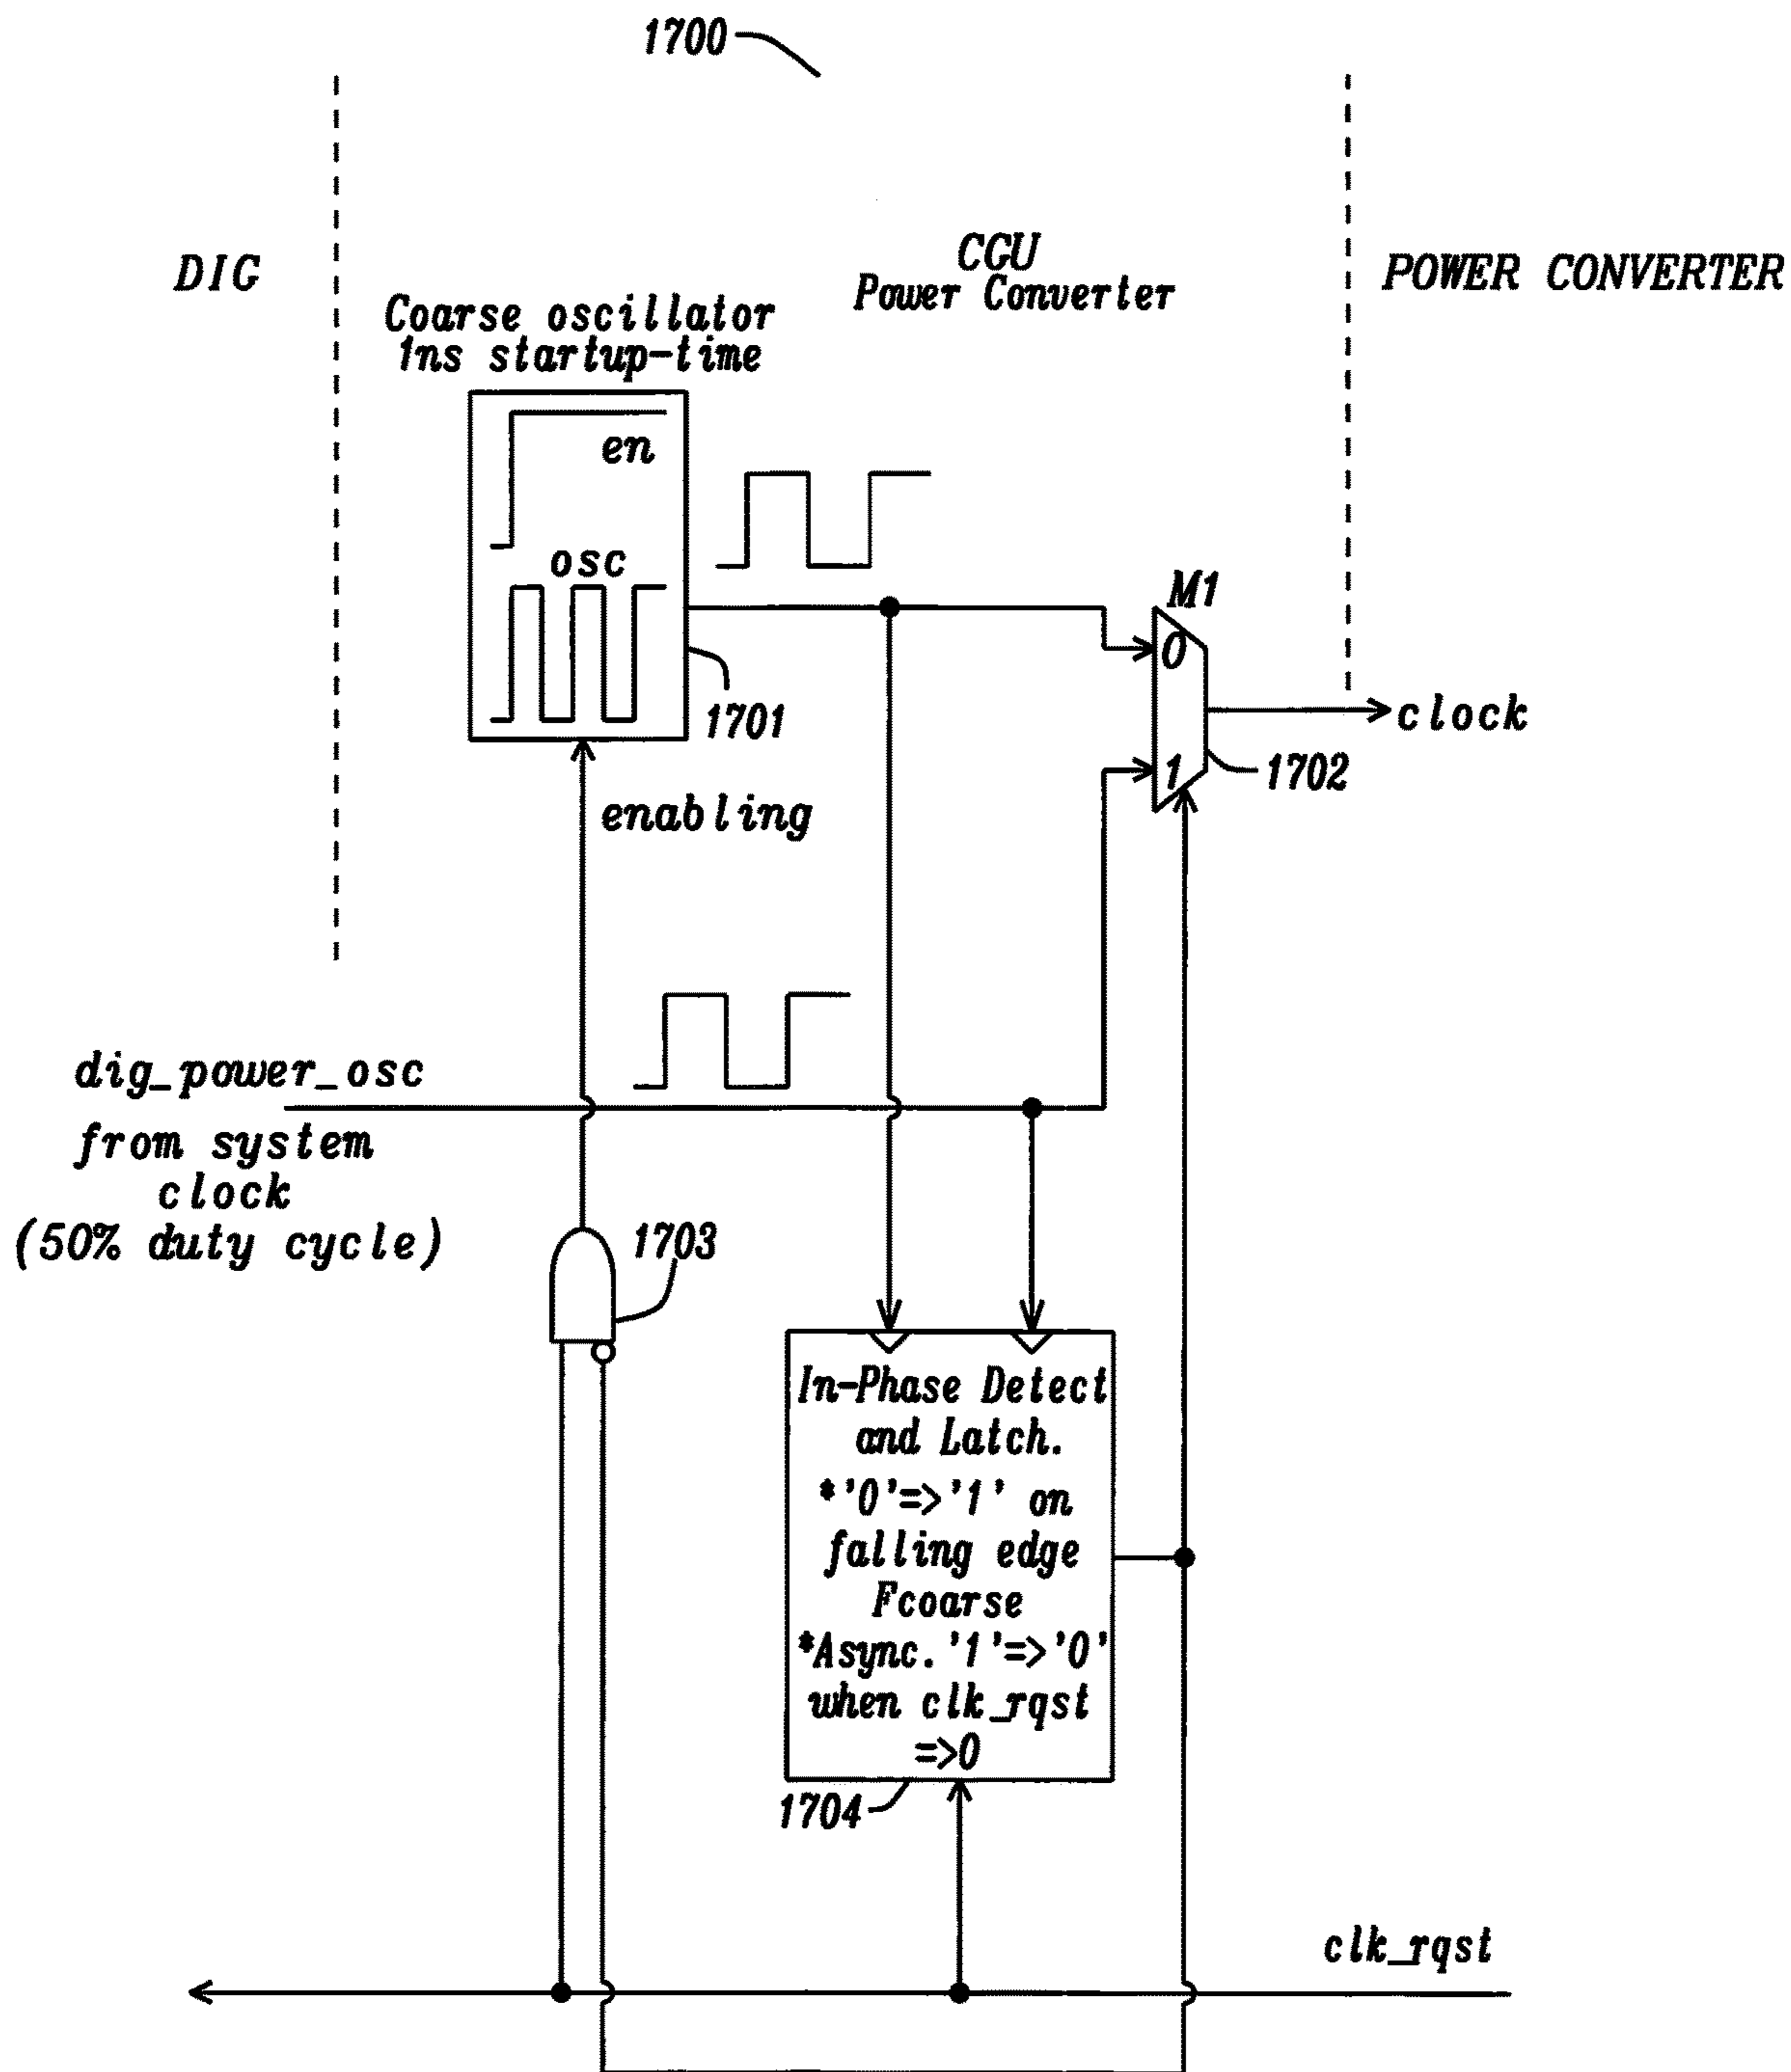 1700
DIG
CGU
Power Converter
POWER CONVERTER
Coarse oscillator
1ns startup-time
en
osc
1701
M1
0
1
1702
clock
enabling
dig_power_osc
from system
clock
(50% duty cycle)
1703
In-Phase Detect
and Latch.
*'0'=>'1' on
falling edge
Fcoarse
*Async.'1'=>'0'
when clk_rqst
=>0
1704
clk_rqst